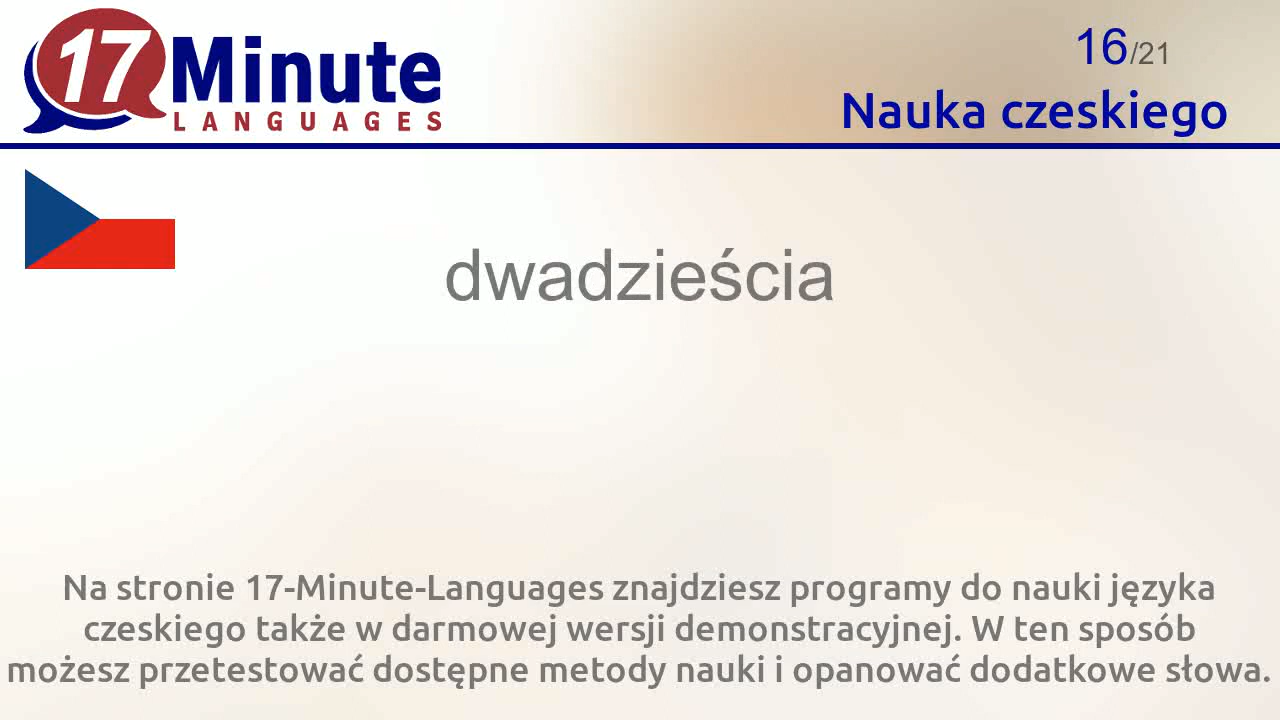 17 Minute
LANGUAGES
16/21
Nauka czeskiego
dwadzieścia
Na stronie 17-Minute-Languages znajdziesz programy do nauki języka
czeskiego także w darmowej wersji demonstracyjnej. W ten sposób
możesz przetestować dostępne metody nauki i opanować dodatkowe słowa.